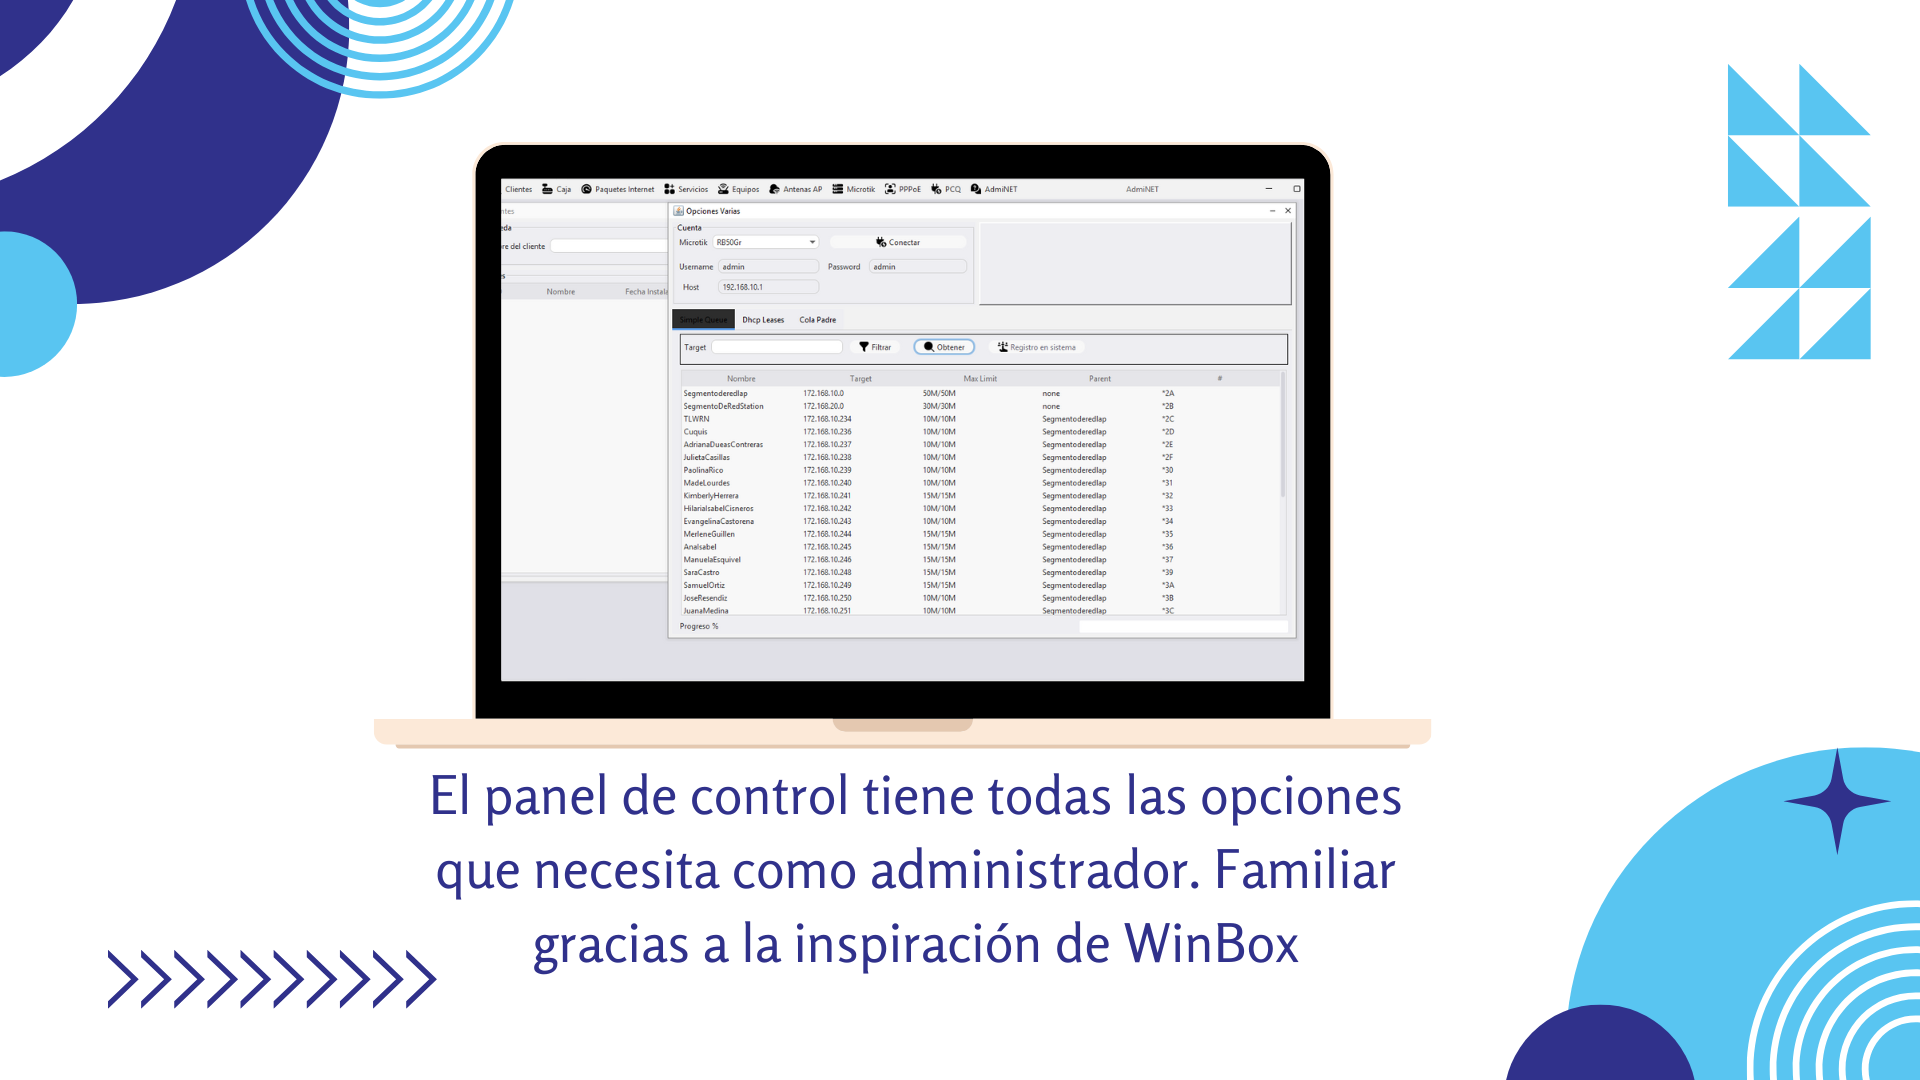 Clientes Caja Paquetes Internet Servicios Equipos Antenas AP Microtik PPPoE PCQ AdmiNET AdmiNET
ntes
Opciones Varias
eda
Cuenta
re del cliente
Microtik RB50Gr Conectar
Username admin Password admin
s
Host 192.168.10.1
Nombre Fecha Instala
Simple Queue Dhcp Leases Cola Padre
Target Filtrar Obtener Registro en sistema
Nombre Target Max Limit Parent #
Segmentoderedlap 172.168.10.0 50M/50M none *2A
SegmentoDeRedStation 172.168.20.0 30M/30M none *2B
TLWRN 172.168.10.234 10M/10M Segmentoderedlap *2C
Cuquis 172.168.10.236 10M/10M Segmentoderedlap *2D
AdrianaDueasContreras 172.168.10.237 10M/10M Segmentoderedlap *2E
JulietaCasillas 172.168.10.238 10M/10M Segmentoderedlap *2F
PaolinaRico 172.168.10.239 10M/10M Segmentoderedlap *30
MadeLourdes 172.168.10.240 10M/10M Segmentoderedlap *31
KimberlyHerrera 172.168.10.241 15M/15M Segmentoderedlap *32
HilariaIsabelCisneros 172.168.10.242 10M/10M Segmentoderedlap *33
EvangelinaCastorena 172.168.10.243 10M/10M Segmentoderedlap *34
MerleneGuillen 172.168.10.244 15M/15M Segmentoderedlap *35
AnaIsabel 172.168.10.245 15M/15M Segmentoderedlap *36
ManuelaEsquivel 172.168.10.246 15M/15M Segmentoderedlap *37
SaraCastro 172.168.10.248 15M/15M Segmentoderedlap *39
SamuelOrtiz 172.168.10.249 15M/15M Segmentoderedlap *3A
JoseResendiz 172.168.10.250 10M/10M Segmentoderedlap *3B
JuanaMedina 172.168.10.251 10M/10M Segmentoderedlap *3C
Progreso %
El panel de control tiene todas las opciones
que necesita como administrador. Familiar
gracias a la inspiración de WinBox